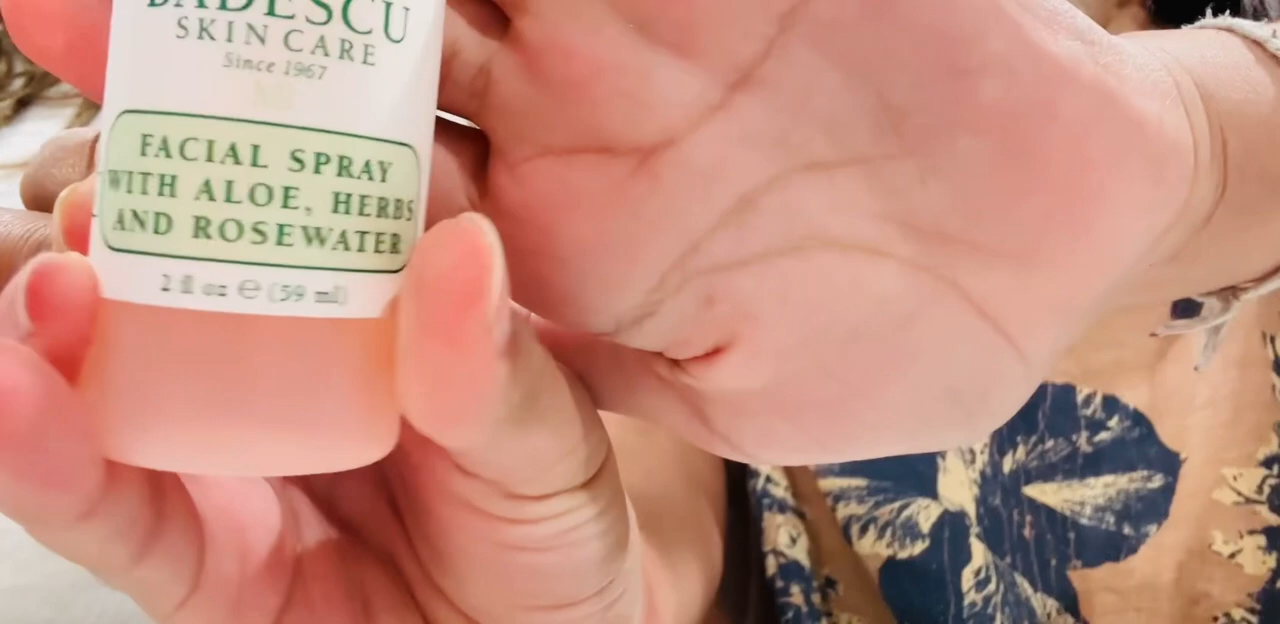 BADESCU
SKIN CARE
Since 1967
FACIAL SPRAY
WITH ALOE, HERBS
AND ROSEWATER
2 fl oz ℮ (59 ml)